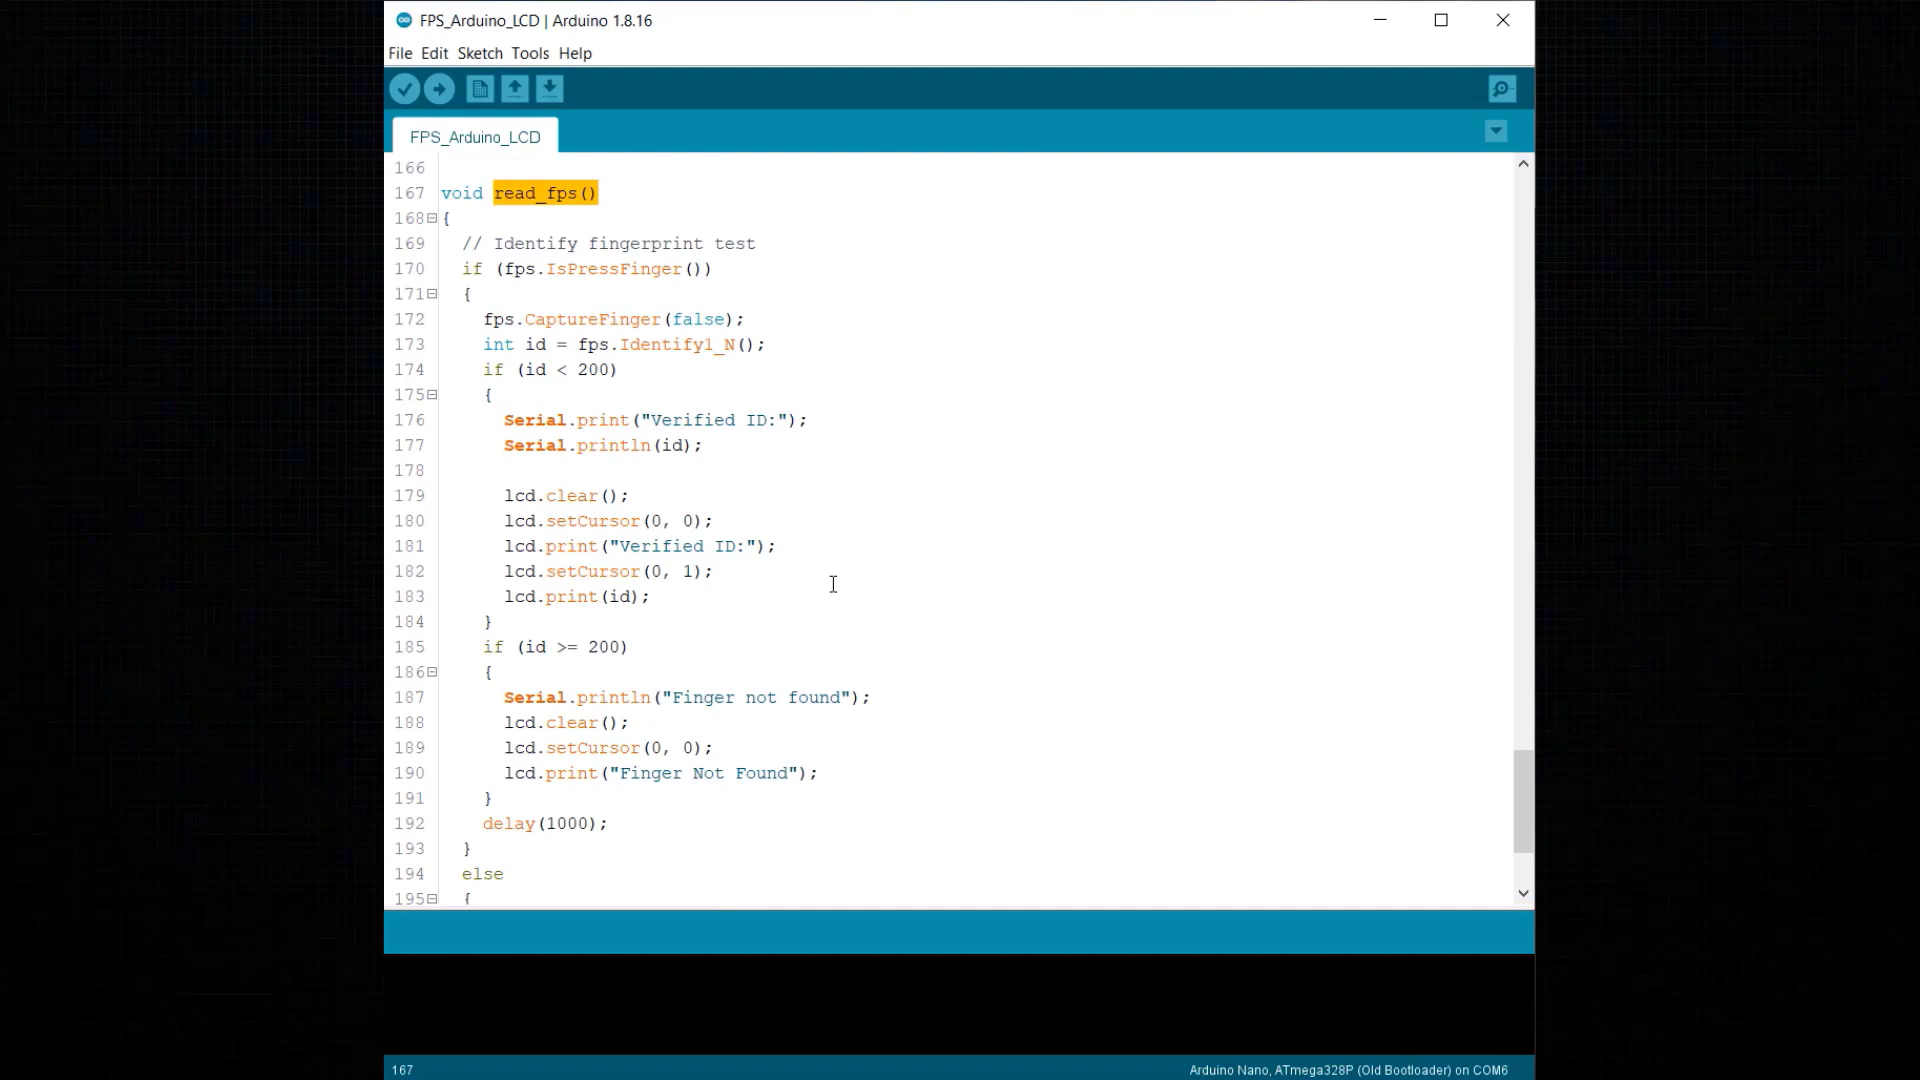 FPS_Arduino_LCD | Arduino 1.8.16
File Edit Sketch Tools Help
FPS_Arduino_LCD
166
167 void read_fps()
168 {
169 // Identify fingerprint test
170 if (fps.IsPressFinger())
171 {
172 fps.CaptureFinger(false);
173 int id = fps.Identify1_N();
174 if (id < 200)
175 {
176 Serial.print("Verified ID:");
177 Serial.println(id);
178
179 lcd.clear();
180 lcd.setCursor(0, 0);
181 lcd.print("Verified ID:");
182 lcd.setCursor(0, 1);
183 lcd.print(id);
184 }
185 if (id >= 200)
186 {
187 Serial.println("Finger not found");
188 lcd.clear();
189 lcd.setCursor(0, 0);
190 lcd.print("Finger Not Found");
191 }
192 delay(1000);
193 }
194 else
195 {
167 Arduino Nano, ATmega328P (Old Bootloader) on COM6